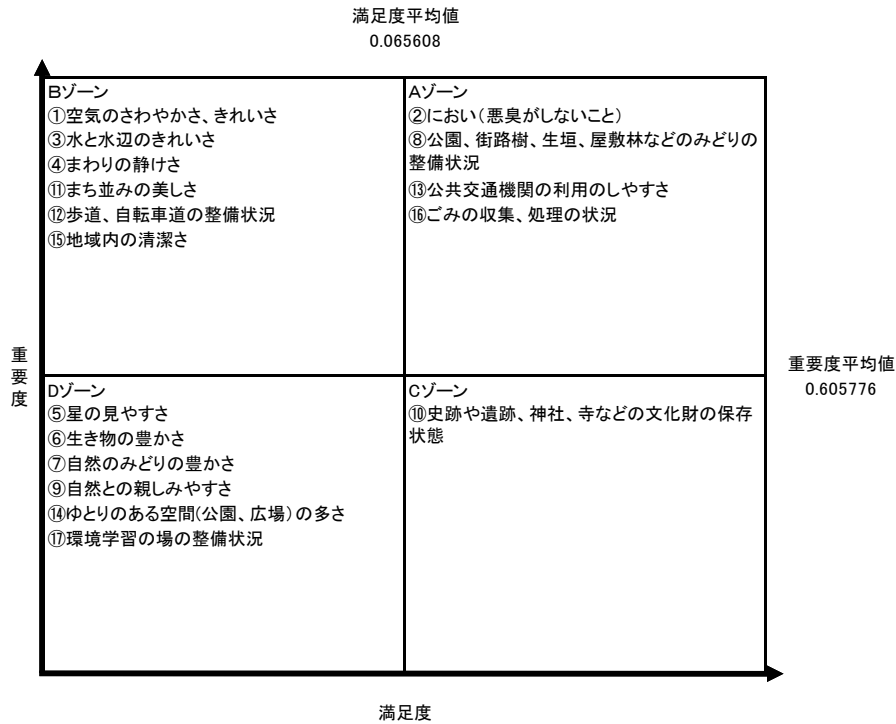 満足度平均値
0.065608
Bゾーン
①空気のさわやかさ、きれいさ
③水と水辺のきれいさ
④まわりの静けさ
⑪まち並みの美しさ
⑫歩道、自転車道の整備状況
⑮地域内の清潔さ
Aゾーン
②におい(悪臭がしないこと)
⑧公園、街路樹、生垣、屋敷林などのみどりの
整備状況
⑬公共交通機関の利用のしやすさ
⑯ごみの収集、処理の状況
重要度
重要度平均値
0.605776
Dゾーン
⑤星の見やすさ
⑥生き物の豊かさ
⑦自然のみどりの豊かさ
⑨自然との親しみやすさ
⑭ゆとりのある空間(公園、広場)の多さ
⑰環境学習の場の整備状況
Cゾーン
⑩史跡や遺跡、神社、寺などの文化財の保存
状態
満足度